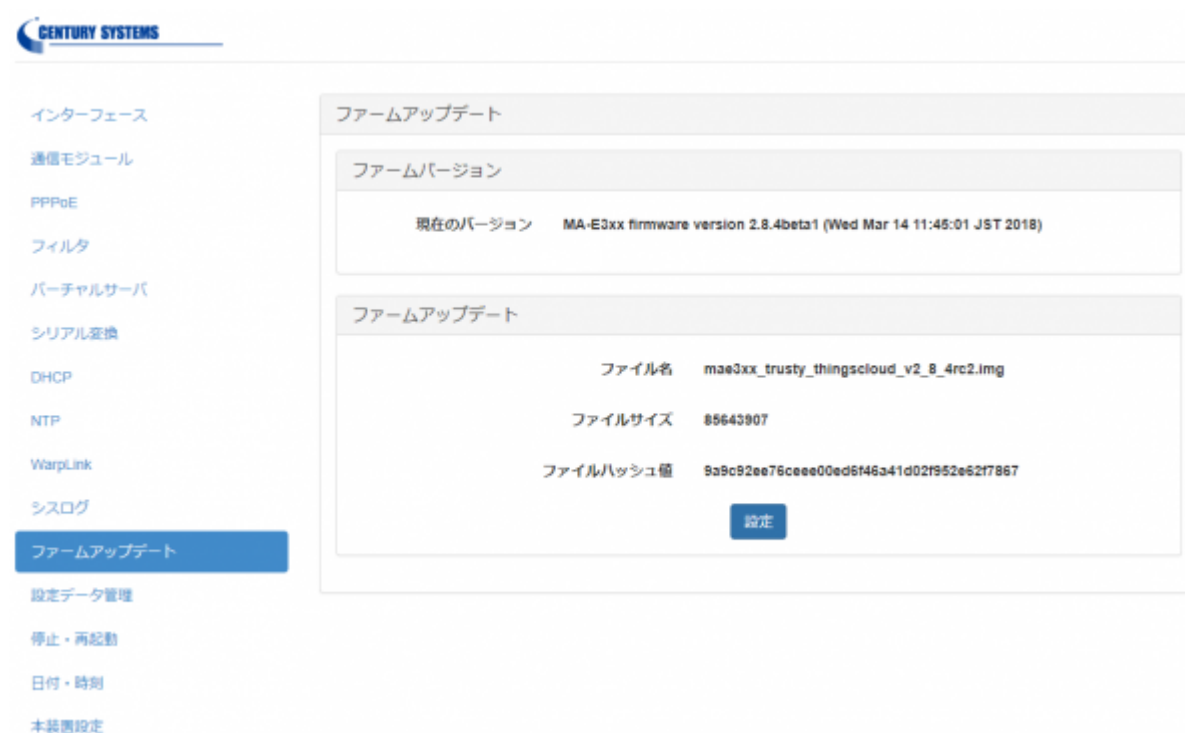 CENTURY SYSTEMS
インターフェース
通信モジュール
PPPoE
フィルタ
バーチャルサーバ
シリアル変換
DHCP
NTP
WarpLink
シスログ
ファームアップデート
設定データ管理
停止・再起動
日付・時刻
本装置設定
ファームアップデート
ファームバージョン
現在のバージョン MA-E3xx firmware version 2.8.4beta1 (Wed Mar 14 11:45:01 JST 2018)
ファームアップデート
ファイル名 mae3xx_trusty_thingscloud_v2_8_4rc2.img
ファイルサイズ 85643907
ファイルハッシュ値 9a9c92ee76ceee00ed6f46a41d02f952e62f7867
設定